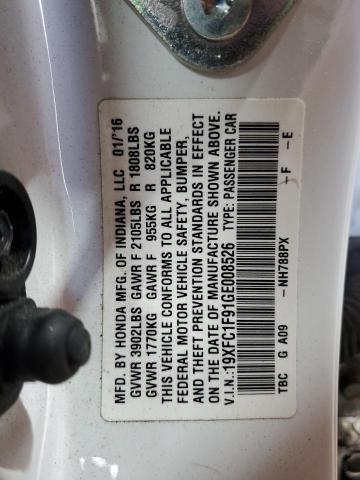 MFD. BY HONDA MFG. OF INDIANA, LLC 01/'16
GVWR 3902LBS GAWR F 2105LBS R 1808LBS
GVWR 1770KG GAWR F 955KG R 820KG
THIS VEHICLE CONFORMS TO ALL APPLICABLE
FEDERAL MOTOR VEHICLE SAFETY, BUMPER,
AND THEFT PREVENTION STANDARDS IN EFFECT
ON THE DATE OF MANUFACTURE SHOWN ABOVE.
V.I.N.:19XFC1F91GE008526 TYPE: PASSENGER CAR
TBC G A09 -NH788PX -F -E